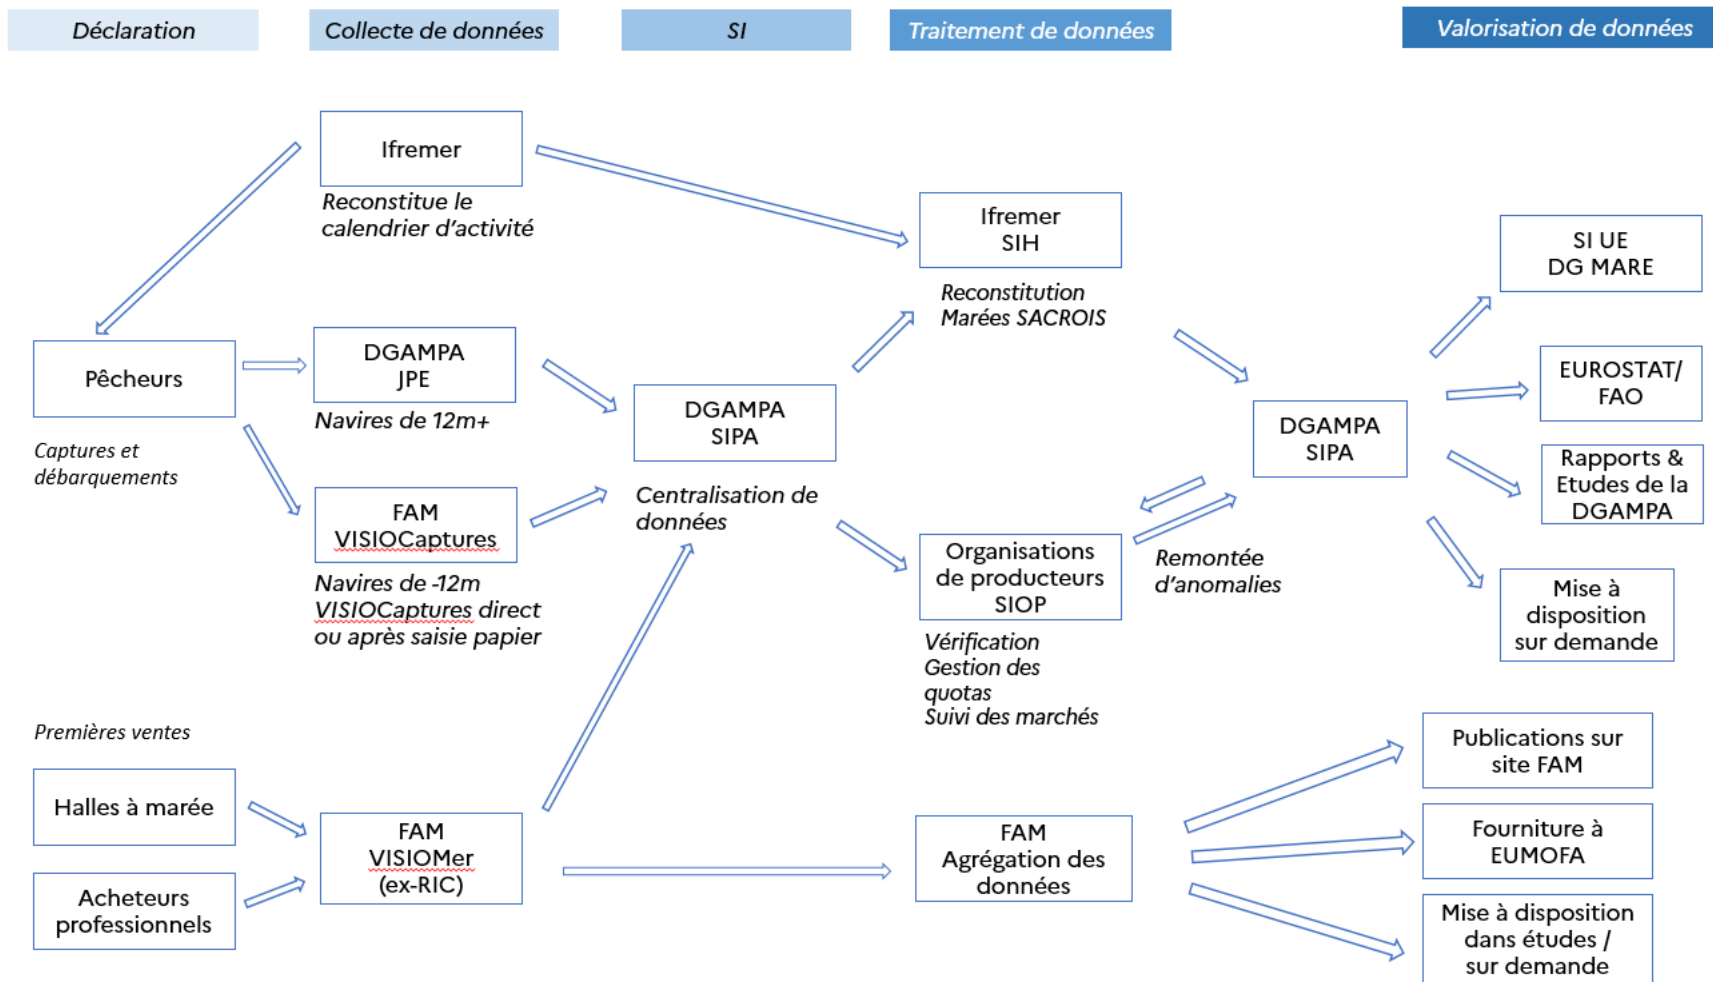 Déclaration
Collecte de données
SI
Traitement de données
Valorisation de données
Ifremer
Reconstitue le
calendrier d'activité
Pêcheurs
Captures et
débarquements
DGAMPA
JPE
Navires de 12m+
FAM
VISIOCaptures
Navires de -12m
VISIOCaptures direct
ou après saisie papier
DGAMPA
SIPA
Centralisation de
données
Ifremer
SIH
Reconstitution
Marées SACROIS
Organisations
de producteurs
SIOP
Vérification
Gestion des
quotas
Suivi des marchés
Remontée
d'anomalies
DGAMPA
SIPA
SI UE
DG MARE
EUROSTAT/
FAO
Rapports &
Etudes de la
DGAMPA
Mise à
disposition
sur demande
Premières ventes
Halles à marée
Acheteurs
professionnels
FAM
VISIOMer
(ex-RIC)
FAM
Agrégation des
données
Publications sur
site FAM
Fourniture à
EUMOFA
Mise à disposition
dans études /
sur demande